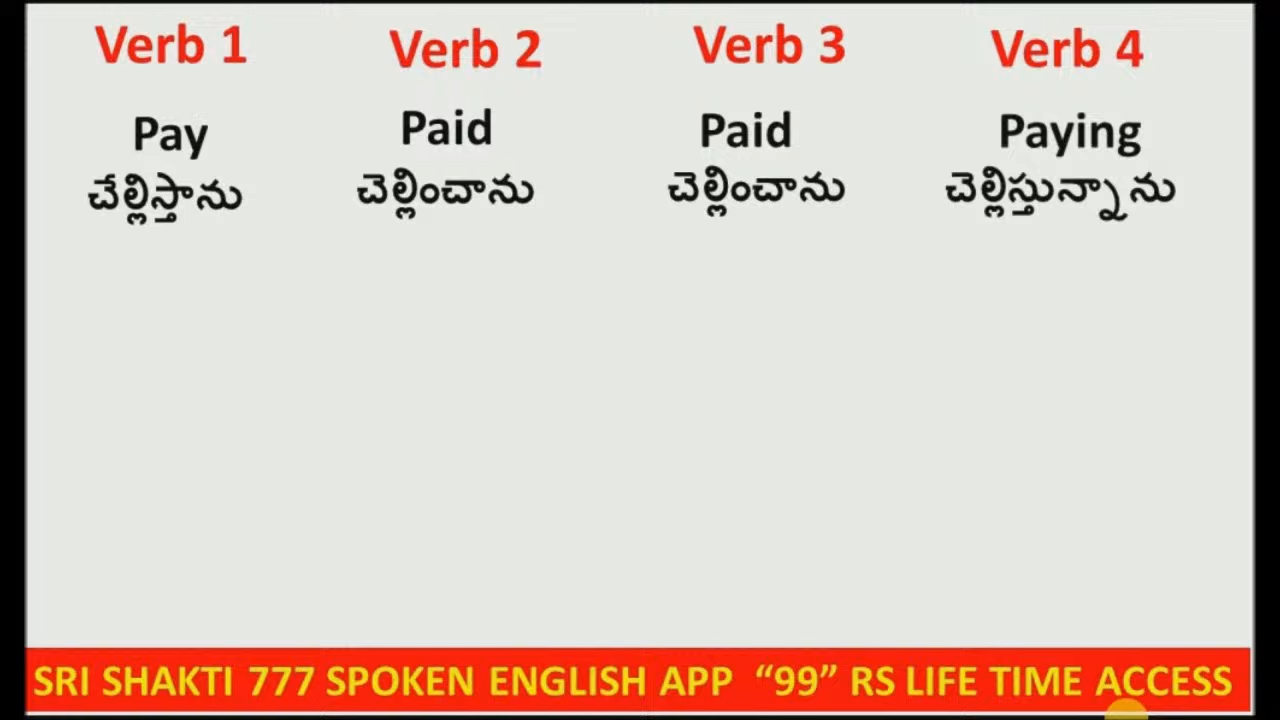 Verb 1 Verb 2 Verb 3 Verb 4
Pay Paid Paid Paying
చేల్లిస్తాను చెల్లించాను చెల్లించాను చెల్లిస్తున్నాను
SRI SHAKTI 777 SPOKEN ENGLISH APP “99” RS LIFE TIME ACCESS